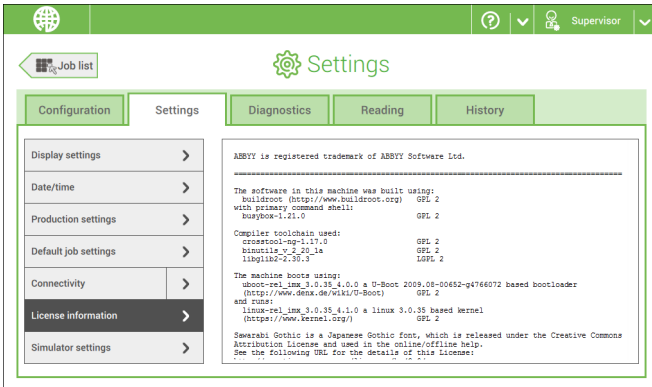 Supervisor
Job list
Settings
Configuration
Settings
Diagnostics
Reading
History
Display settings
Date/time
Production settings
Default job settings
Connectivity
License information
Simulator settings
ABBYY is registered trademark of ABBYY Software Ltd.
The software in this machine was built using:
buildroot (http://www.buildroot.org) GPL 2
with primary command shell:
busybox-1.21.0 GPL 2
Compiler toolchain used:
crosstool-ng-1.17.0 GPL 2
binutils_v_2_20_1a GPL 2
libglib2-2.30.3 LGPL 2
The machine boots using:
uboot-rel_imx_3.0.35_4.0.0 a U-Boot 2009.08-00652-g4766072 based bootloader
(http://www.denx.de/wiki/U-Boot) GPL 2
and runs:
linux-rel_imx_3.0.35_4.1.0 a linux 3.0.35 based kernel
(https://www.kernel.org/) GPL 2
Sawarabi Gothic is a Japanese Gothic font, which is released under the Creative Commons
Attribution License and used in the online/offline help.
See the following URL for the details of this License: